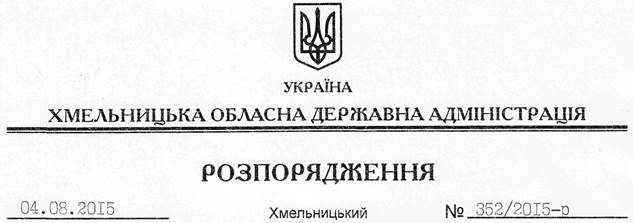 УКРАЇНА
ХМЕЛЬНИЦЬКА ОБЛАСНА ДЕРЖАВНА АДМІНІСТРАЦІЯ
РОЗПОРЯДЖЕННЯ
04.08.2015 Хмельницький № 352/2015-р